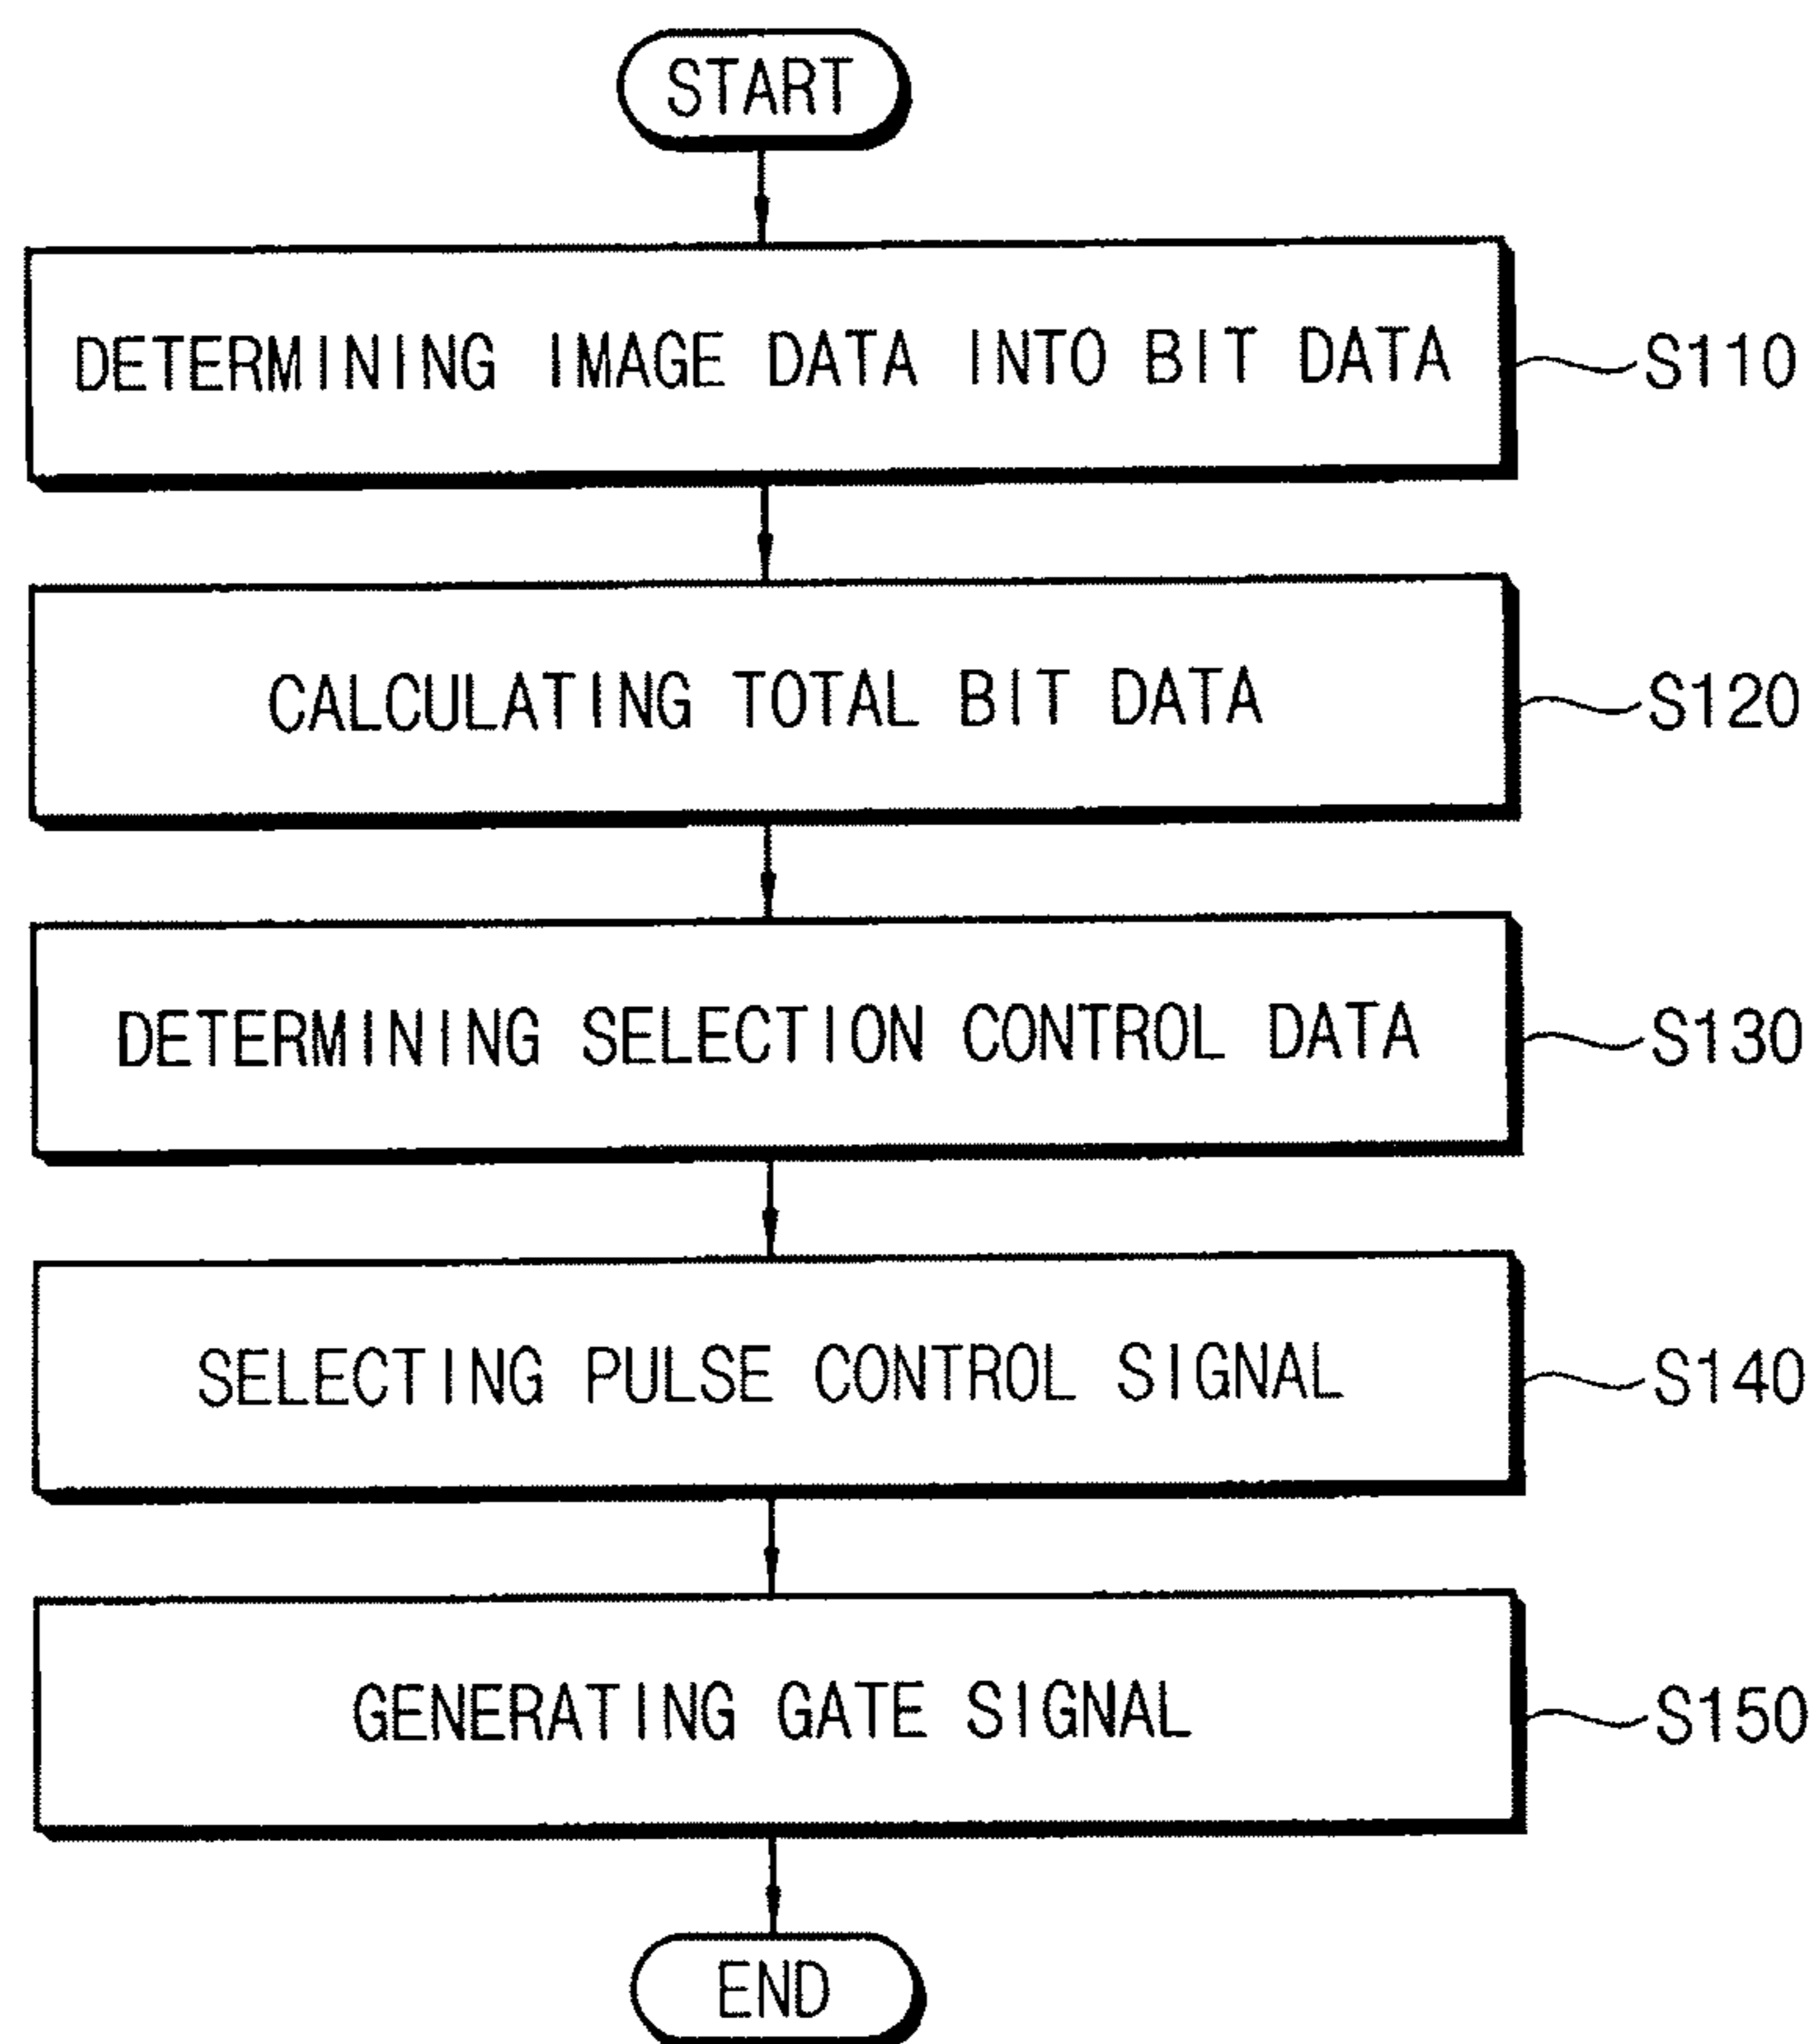 START
DETERMINING IMAGE DATA INTO BIT DATA
S110
CALCULATING TOTAL BIT DATA
S120
DETERMINING SELECTION CONTROL DATA
S130
SELECTING PULSE CONTROL SIGNAL
S140
GENERATING GATE SIGNAL
S150
END